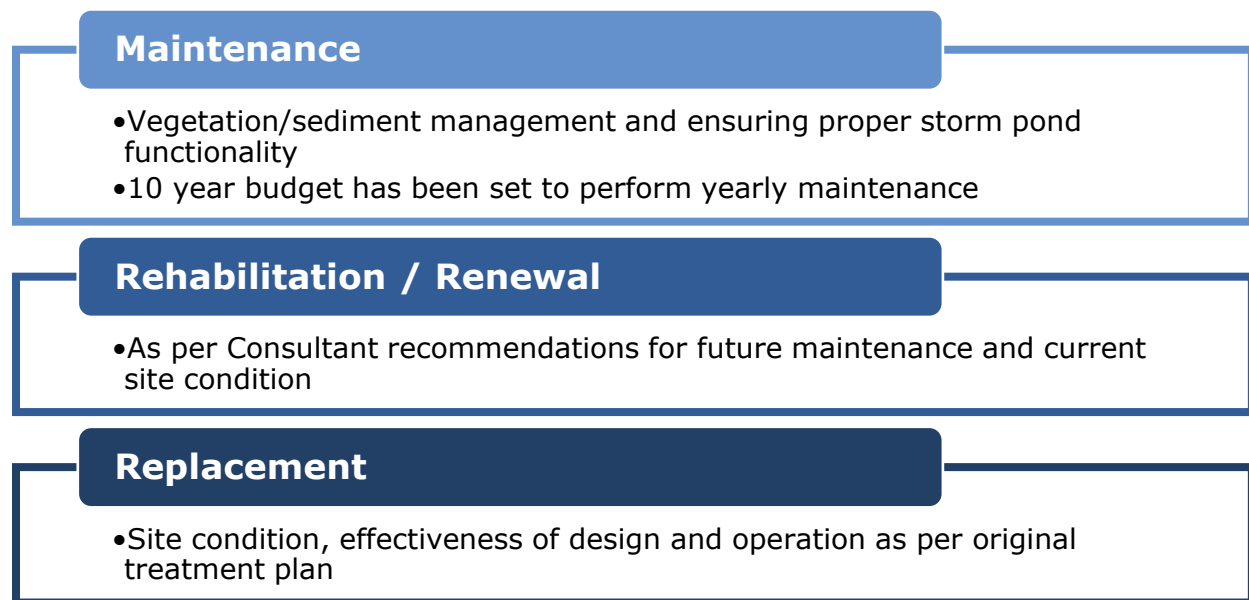 Maintenance
•Vegetation/sediment management and ensuring proper storm pond
functionality
•10 year budget has been set to perform yearly maintenance
Rehabilitation / Renewal
•As per Consultant recommendations for future maintenance and current
site condition
Replacement
•Site condition, effectiveness of design and operation as per original
treatment plan